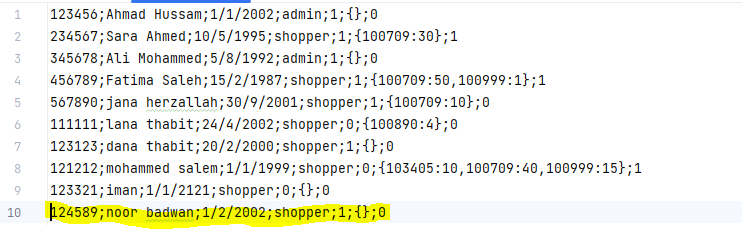 1 123456;Ahmad Hussam;1/1/2002;admin;1;{};0
2 234567;Sara Ahmed;10/5/1995;shopper;1;{100709:30};1
3 345678;Ali Mohammed;5/8/1992;admin;1;{};0
4 456789;Fatima Saleh;15/2/1987;shopper;1;{100709:50,100999:1};1
5 567890;jana herzallah;30/9/2001;shopper;1;{100709:10};0
6 111111;lana thabit;24/4/2002;shopper;0;{100890:4};0
7 123123;dana thabit;20/2/2000;shopper;1;{};0
8 121212;mohammed salem;1/1/1999;shopper;0;{103405:10,100709:40,100999:15};1
9 123321;iman;1/1/2121;shopper;0;{};0
10 124589;noor badwan;1/2/2002;shopper;1;{};0